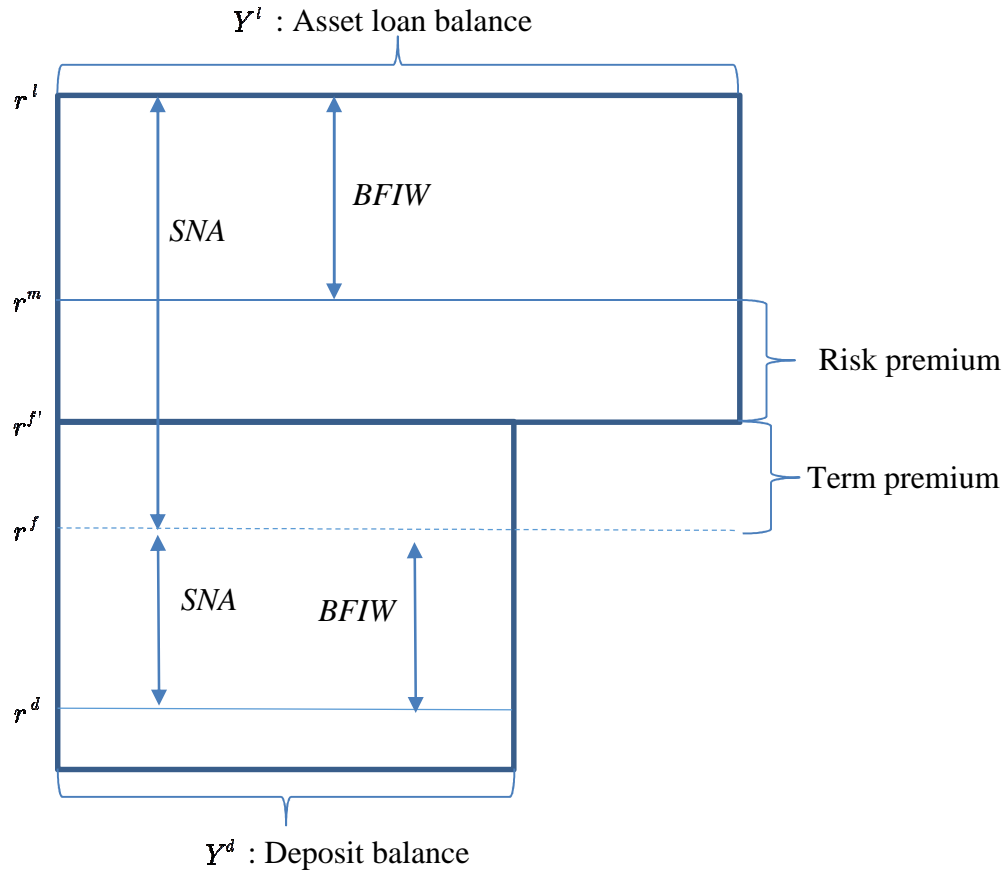 Y^l : Asset loan balance
r^l
BFIW
SNA
r^m
Risk premium
r^f'
Term premium
r^f
SNA
BFIW
r^d
Y^d : Deposit balance